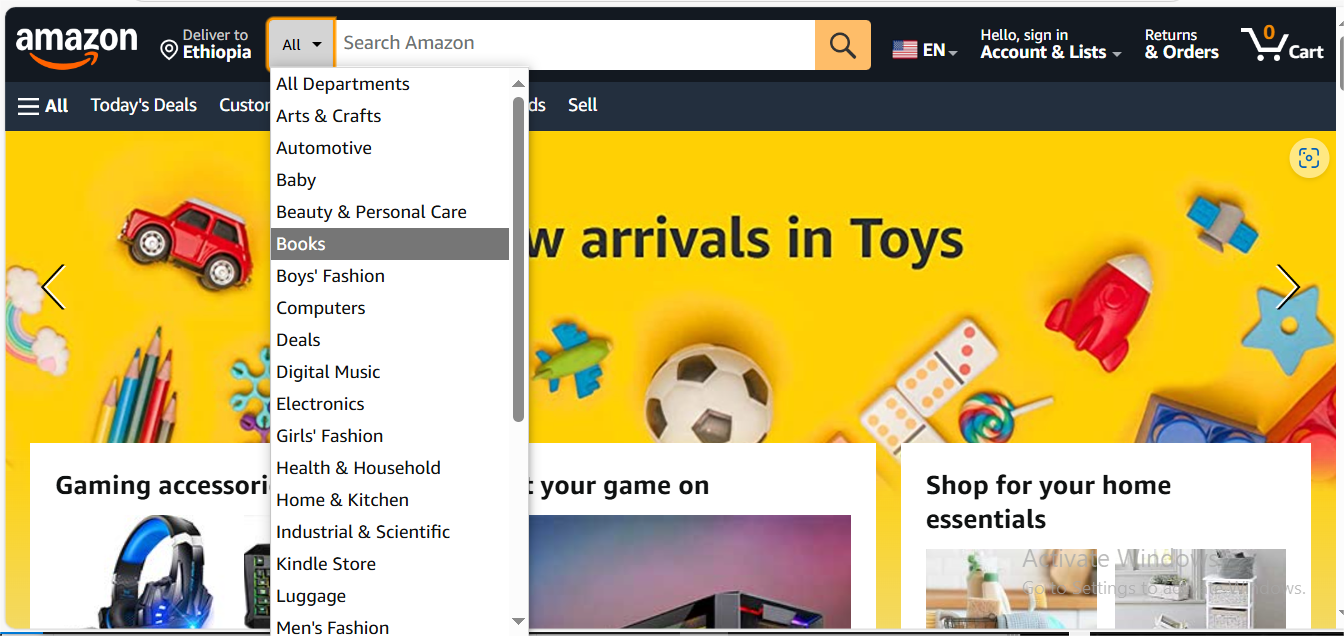 amazon
Deliver to
Ethiopia
All
Search Amazon
EN
Hello, sign in
Account & Lists
Returns
& Orders
0
Cart
All
Today's Deals
Custo
ds
Sell
All Departments
Arts & Crafts
Automotive
Baby
Beauty & Personal Care
Books
Boys' Fashion
Computers
Deals
Digital Music
Electronics
Girls' Fashion
Health & Household
Home & Kitchen
Industrial & Scientific
Kindle Store
Luggage
Men's Fashion
w arrivals in Toys
Gaming accessori
t your game on
Shop for your home
essentials
Activate Windows
Go to Settings to activate Windows.